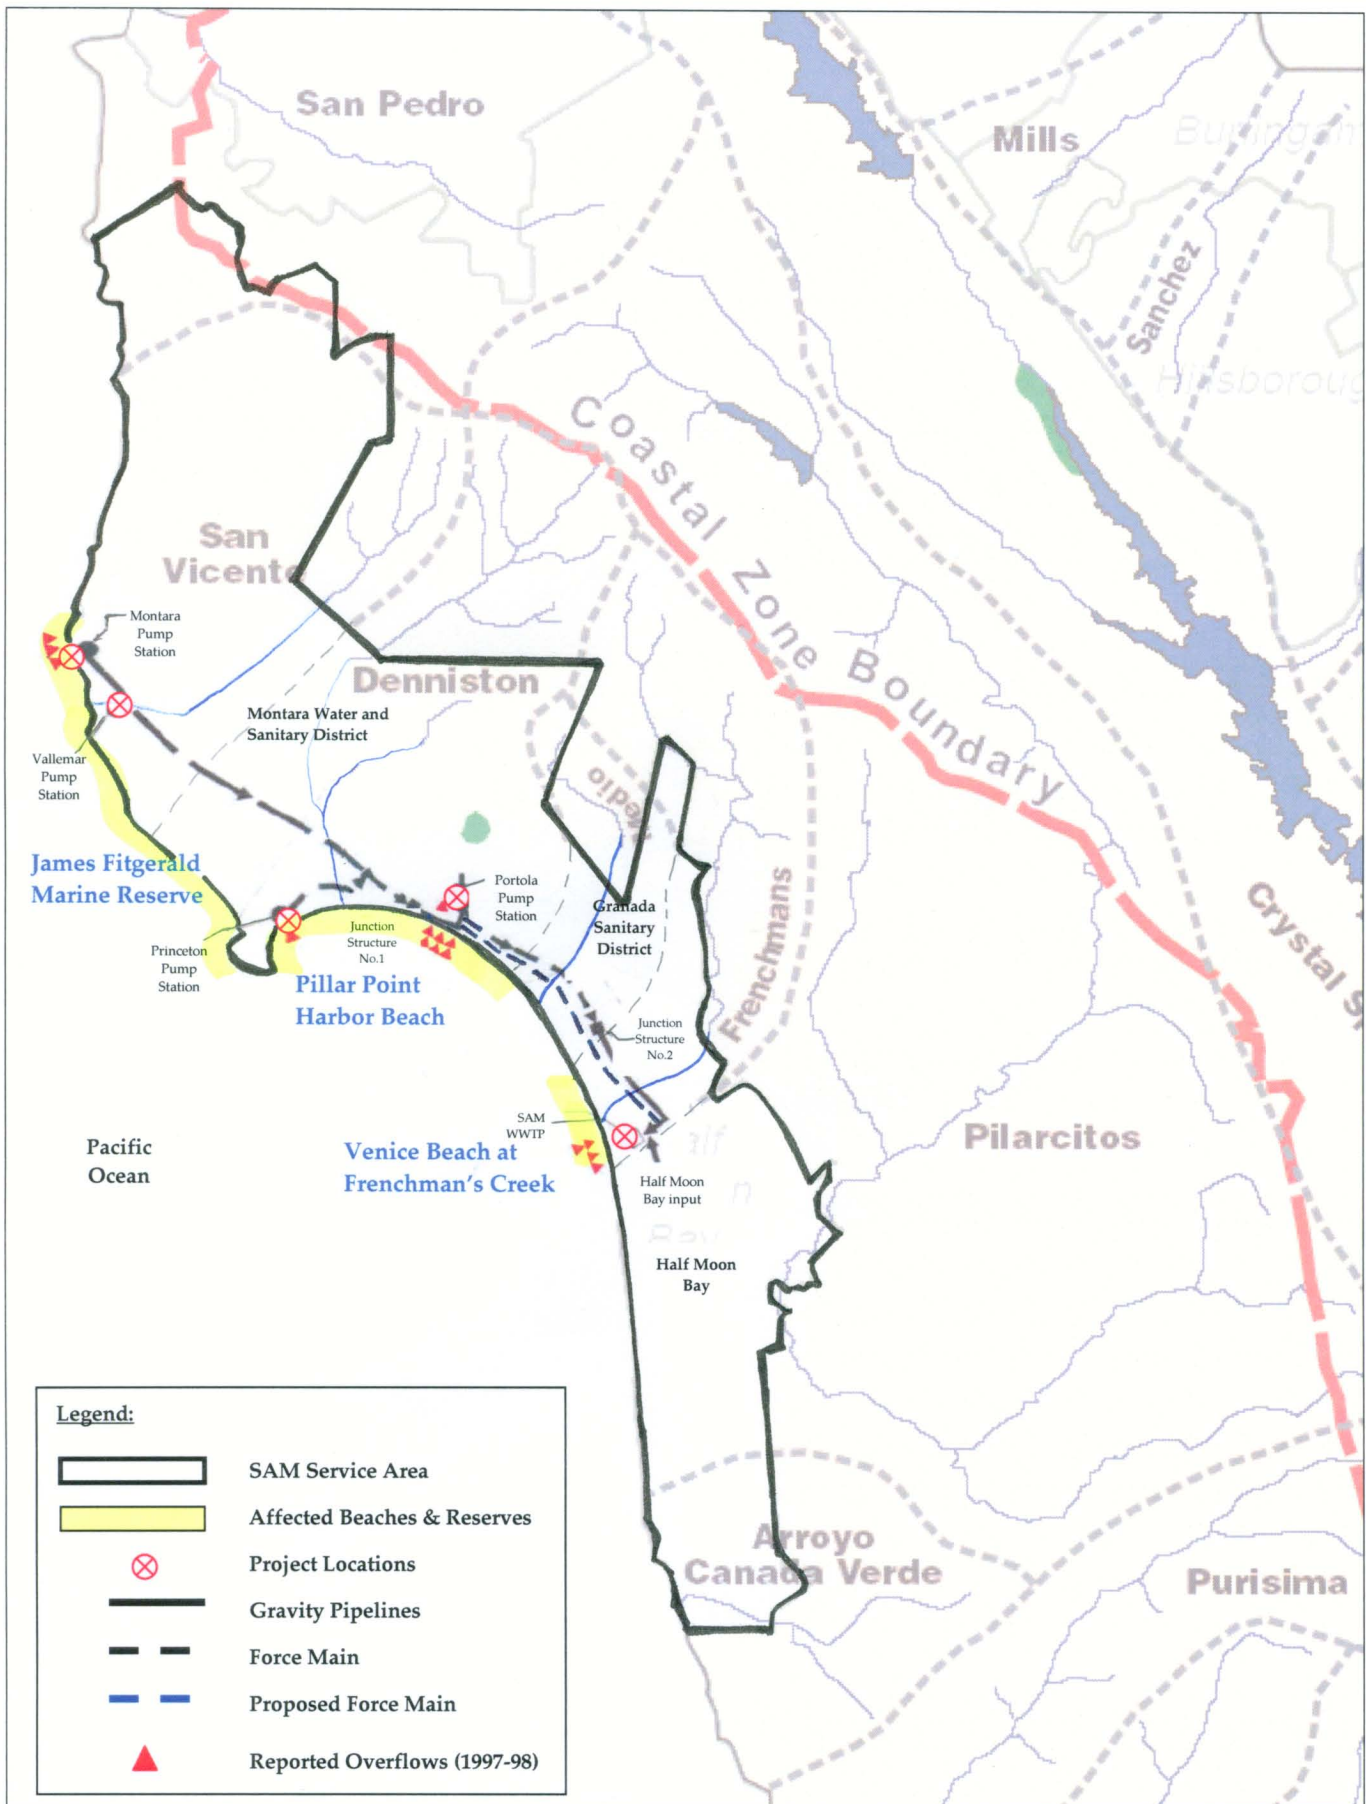 San Pedro
Mills
Sanchez
Coastal Zone Boundary
San
Vicente
Montara
Pump
Station
Denniston
Montara Water and
Sanitary District
Vallemar
Pump
Station
Medio
James Fitgerald
Marine Reserve
Portola
Pump
Station
Granada
Sanitary
District
Frenchmans
Crystal
Junction
Structure
No.1
Princeton
Pump
Station
Pillar Point
Harbor Beach
Junction
Structure
No.2
SAM
WWTP
Pacific
Ocean
Venice Beach at
Frenchman's Creek
Pilarcitos
Half Moon
Bay input
Half Moon
Bay
Legend:
SAM Service Area
Affected Beaches & Reserves
Project Locations
Gravity Pipelines
Force Main
Proposed Force Main
Reported Overflows (1997-98)
Arroyo
Canada Verde
Purisima